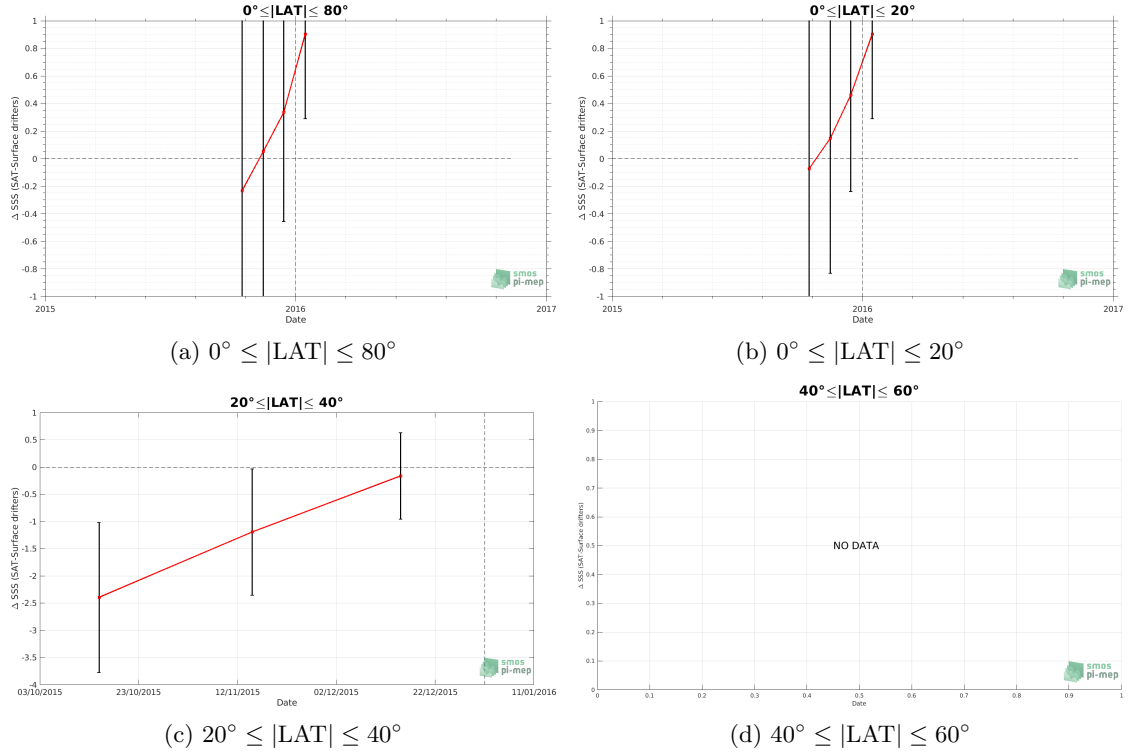 0°≤|LAT|≤ 80°
1
0.8
0.6
0.4
0.2
0
-0.2
-0.4
-0.6
-0.8
-1
Δ SSS (SAT-Surface drifters)
2015
2016
2017
Date
smos
pi-mep
(a) 0° ≤ |LAT| ≤ 80°
0°≤|LAT|≤ 20°
1
0.8
0.6
0.4
0.2
0
-0.2
-0.4
-0.6
-0.8
-1
Δ SSS (SAT-Surface drifters)
2015
2016
2017
Date
smos
pi-mep
(b) 0° ≤ |LAT| ≤ 20°
20°≤|LAT|≤ 40°
1
0.5
0
-0.5
-1
-1.5
-2
-2.5
-3
-3.5
-4
Δ SSS (SAT-Surface drifters)
03/10/2015
23/10/2015
12/11/2015
02/12/2015
22/12/2015
11/01/2016
Date
smos
pi-mep
(c) 20° ≤ |LAT| ≤ 40°
40°≤|LAT|≤ 60°
1
0.9
0.8
0.7
0.6
0.5
0.4
0.3
0.2
0.1
0
Δ SSS (SAT-Surface drifters)
NO DATA
0
0.1
0.2
0.3
0.4
0.5
0.6
0.7
0.8
0.9
1
Date
smos
pi-mep
(d) 40° ≤ |LAT| ≤ 60°